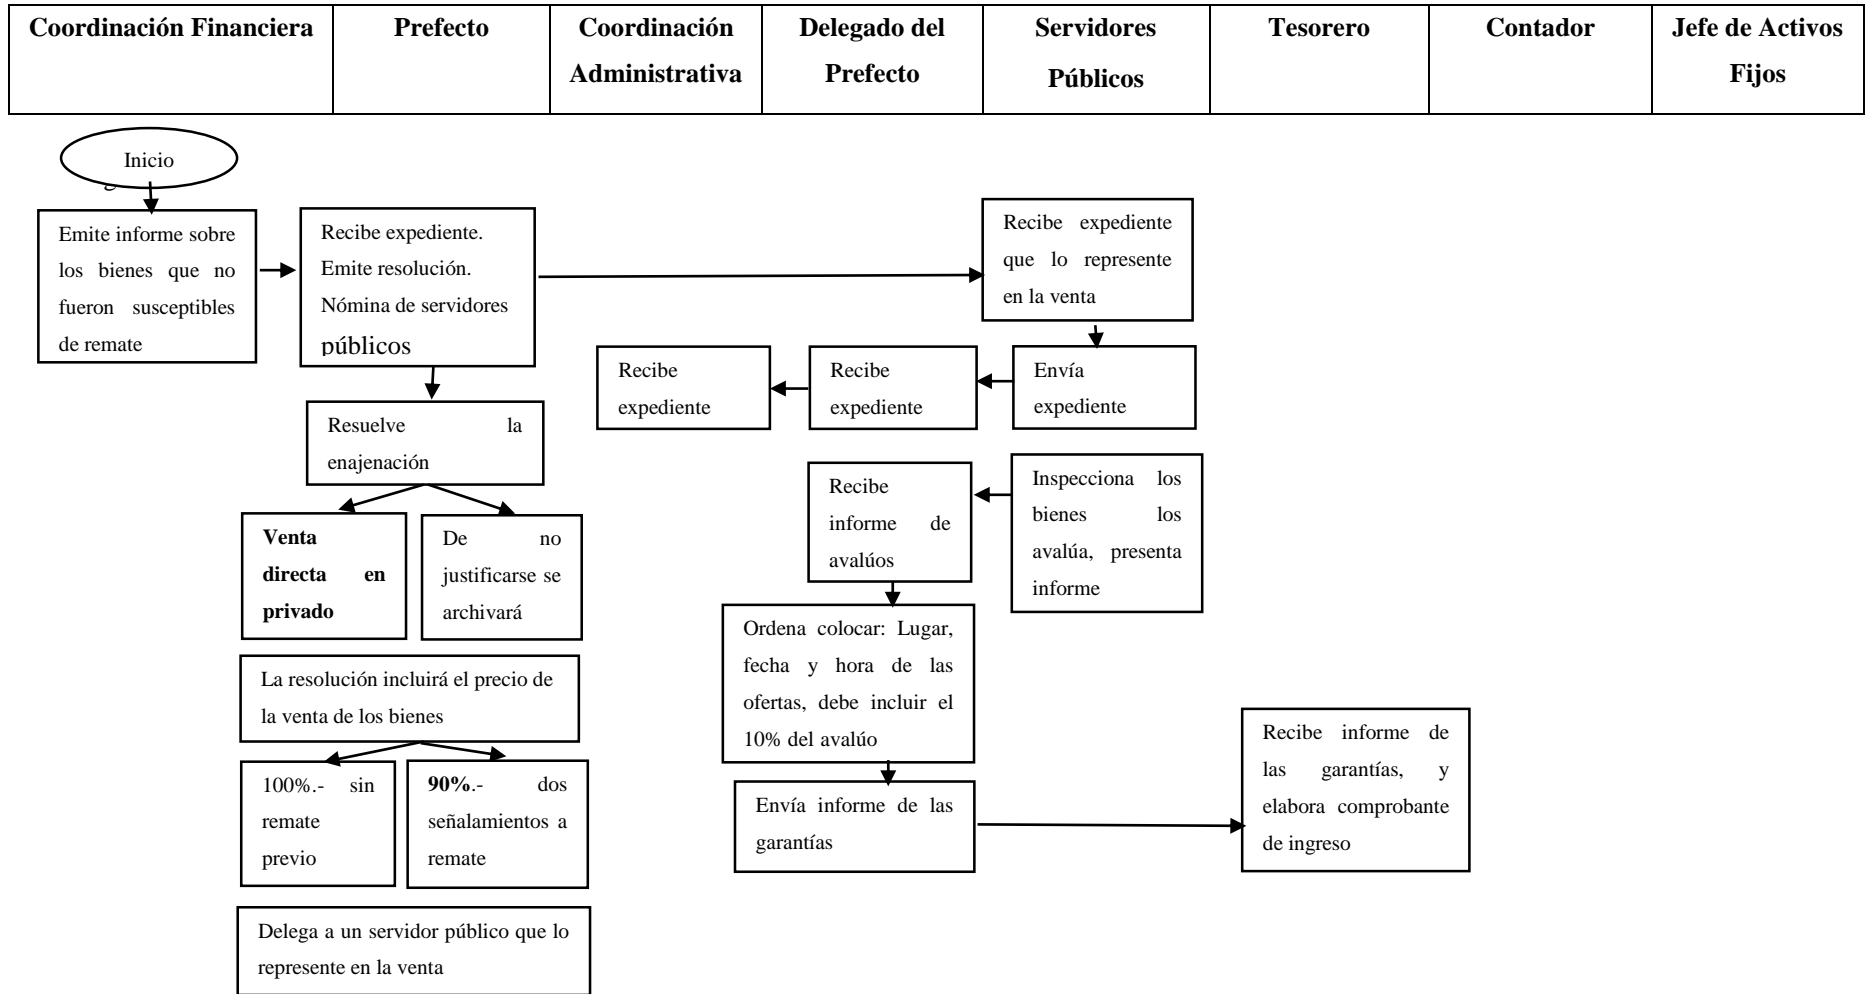 Coordinación Financiera
Prefecto
Coordinación
Administrativa
Delegado del
Prefecto
Servidores
Públicos
Tesorero
Contador
Jefe de Activos
Fijos
Inicio
Emite informe sobre
los bienes que no
fueron susceptibles
de remate
Recibe expediente.
Emite resolución.
Nómina de servidores
públicos
Recibe expediente
que lo represente
en la venta
Recibe
expediente
Recibe
expediente
Envía
expediente
Resuelve la
enajenación
Venta
directa en
privado
De no
justificarse se
archivará
Recibe
informe de
avalúos
Inspecciona los
bienes los
avalúa, presenta
informe
Ordena colocar: Lugar,
fecha y hora de las
ofertas, debe incluir el
10% del avalúo
La resolución incluirá el precio de
la venta de los bienes
100%.- sin
remate
previo
90%.- dos
señalamientos a
remate
Envía informe de las
garantías
Recibe informe de
las garantías, y
elabora comprobante
de ingreso
Delega a un servidor público que lo
represente en la venta